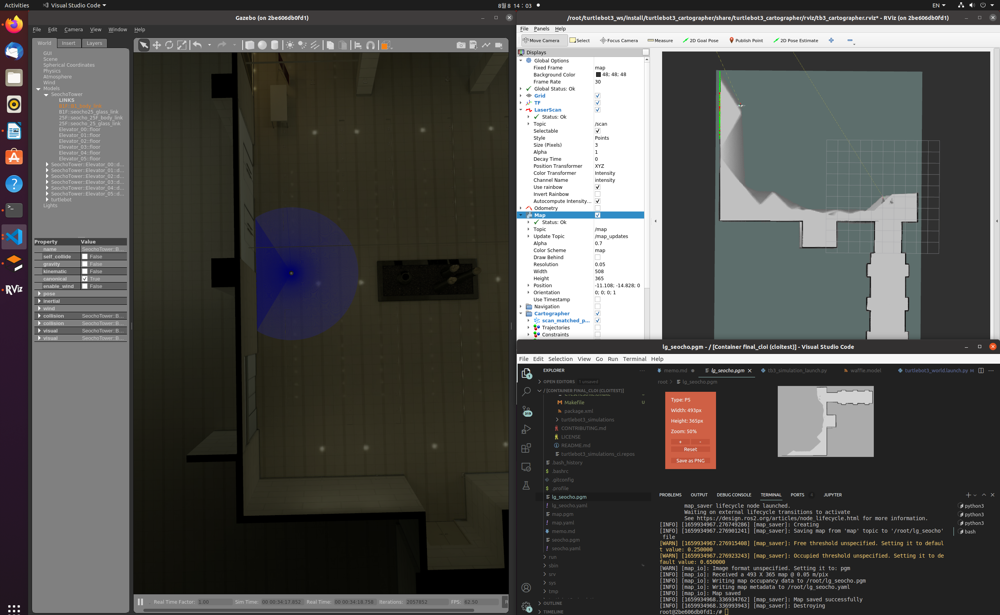 Activities
Visual Studio Code
8월 8 14 : 03
EN
Gazebo (on 2be606db0fd1)
File Edit Camera View Window Help
World Insert Layers
GUI
Scene
Spherical Coordinates
Physics
Atmosphere
Wind
Models
SeochoTower
LINKS
B1F::B1_body_link
B1F::seocho25_glass_link
25F::seocho_25F_body_link
25F::seocho_25_glass_link
Elevator_00::floor
Elevator_01::floor
Elevator_02::floor
Elevator_03::floor
Elevator_04::floor
Elevator_05::floor
SeochoTower::Elevator_00::d...
SeochoTower::Elevator_01::d...
SeochoTower::Elevator_02::d...
SeochoTower::Elevator_03::d...
SeochoTower::Elevator_04::d...
SeochoTower::Elevator_05::d...
turtlebot
Lights
Property Value
name SeochoTower::B...
self_collide False
gravity False
kinematic False
canonical True
enable_wind False
pose
inertial
wind
collision SeochoTower::B...
collision SeochoTower::B...
visual SeochoTower::B...
visual SeochoTower::B...
LOG
RViz
Real Time Factor: 1.00 Sim Time: 00 00:34:17.852 Real Time: 00 00:34:18.758 Iterations: 2057852 FPS: 62.50 R
/root/turtlebot3_ws/install/turtlebot3_cartographer/share/turtlebot3_cartographer/rviz/tb3_cartographer.rviz* - RViz (on 2be606db0fd1)
File Panels Help
Move Camera Select Focus Camera Measure 2D Goal Pose Publish Point 2D Pose Estimate
Displays
Global Options
Fixed Frame map
Background Color 48; 48; 48
Frame Rate 30
Global Status: Ok
Grid
TF
LaserScan
Status: Ok
Topic /scan
Selectable
Style Points
Size (Pixels) 3
Alpha 1
Decay Time 0
Position Transformer XYZ
Color Transformer Intensity
Channel Name intensity
Use rainbow
Invert Rainbow
Autocompute Intensity...
Odometry
Map
Status: Ok
Topic /map
Update Topic /map_updates
Alpha 0.7
Color Scheme map
Draw Behind
Resolution 0.05
Width 508
Height 365
Position -11.108; -14.828; 0
Orientation 0; 0; 0; 1
Use Timestamp
Navigation
Cartographer
scan_matched_p...
Trajectories
Constraints
lg_seocho.pgm - / [Container final_cloi (cloitest)] - Visual Studio Code
File Edit Selection View Go Run Terminal Help
EXPLORER
memo.md lg_seocho.pgm tb3_simulation_launch.py waffle.model turtlebot3_world.launch.py M
OPEN EDITORS 1 unsaved
root > lg_seocho.pgm
/ [CONTAINER FINAL_CLOI (CLOITEST)]
Makefile U
package.xml
turtlebot3_simulations
CONTRIBUTING.md
LICENSE
README.md
turtlebot3_simulations_ci.repos
.bash_history
.bashrc
.gitconfig
.profile
lg_seocho.pgm
lg_seocho.yaml
map.pgm
map.yaml
memo.md
seocho.pgm
seocho.yaml
run
sbin
srv
sys
tmp
OUTLINE
TIMELINE
1
319
1
Type: P5
Width: 493px
Height: 365px
Zoom: 50%
+ -
Reset
Save as PNG
PROBLEMS OUTPUT DEBUG CONSOLE TERMINAL PORTS 4 JUPYTER
map_saver lifecycle node launched.
Waiting on external lifecycle transitions to activate
See https://design.ros2.org/articles/node_lifecycle.html for more information.
[INFO] [1659934967.276749286] [map_saver]: Creating
[INFO] [1659934967.276901241] [map_saver]: Saving map from 'map' topic to '/root/lg_seocho'
file
[WARN] [1659934967.276915408] [map_saver]: Free threshold unspecified. Setting it to defaul
t value: 0.250000
[WARN] [1659934967.276923243] [map_saver]: Occupied threshold unspecified. Setting it to de
fault value: 0.650000
[WARN] [map_io]: Image format unspecified. Setting it to: pgm
[INFO] [map_io]: Received a 493 X 365 map @ 0.05 m/pix
[INFO] [map_io]: Writing map occupancy data to /root/lg_seocho.pgm
[INFO] [map_io]: Writing map metadata to /root/lg_seocho.yaml
[INFO] [map_io]: Map saved
[INFO] [1659934968.336934762] [map_saver]: Map saved successfully
[INFO] [1659934968.336993943] [map_saver]: Destroying
root@2be606db0fd1:/#
python3
python3
python3
bash